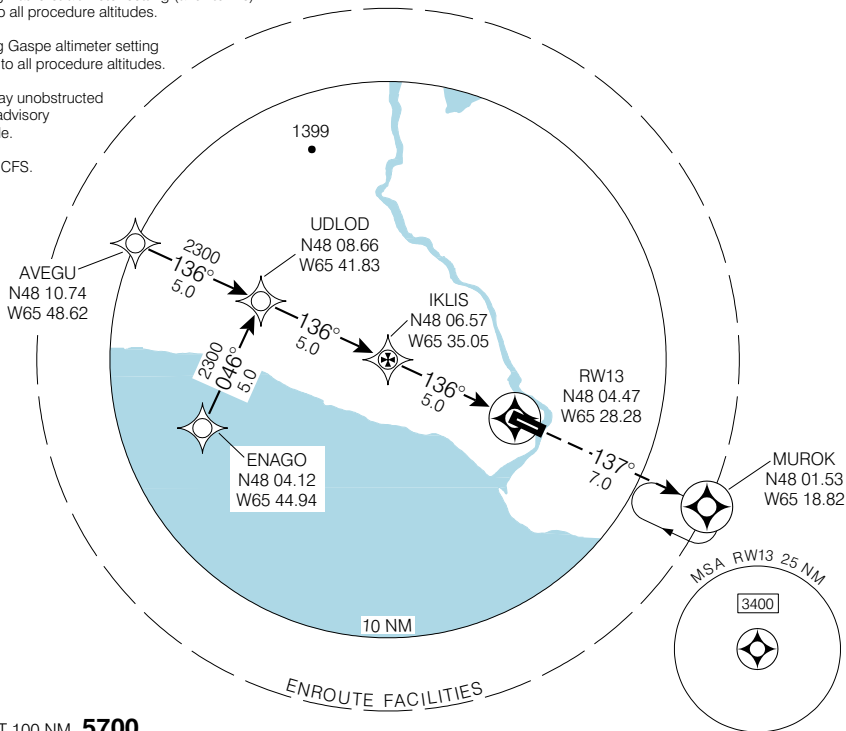 to all procedure altitudes.
Gaspe altimeter setting
to all procedure altitudes.
unobstructed
advisory
CFS.
1399
UDLOD
N48 08.66
W65 41.83
AVEGU
N48 10.74
W65 48.62
2300
136°
5.0
IKLIS
N48 06.57
W65 35.05
136°
5.0
2300
046°
5.0
136°
5.0
RW13
N48 04.47
W65 28.28
ENAGO
N48 04.12
W65 44.94
137°
7.0
MUROK
N48 01.53
W65 18.82
MSA RW13 25 NM
3400
10 NM
ENROUTE FACILITIES
100 NM 5700